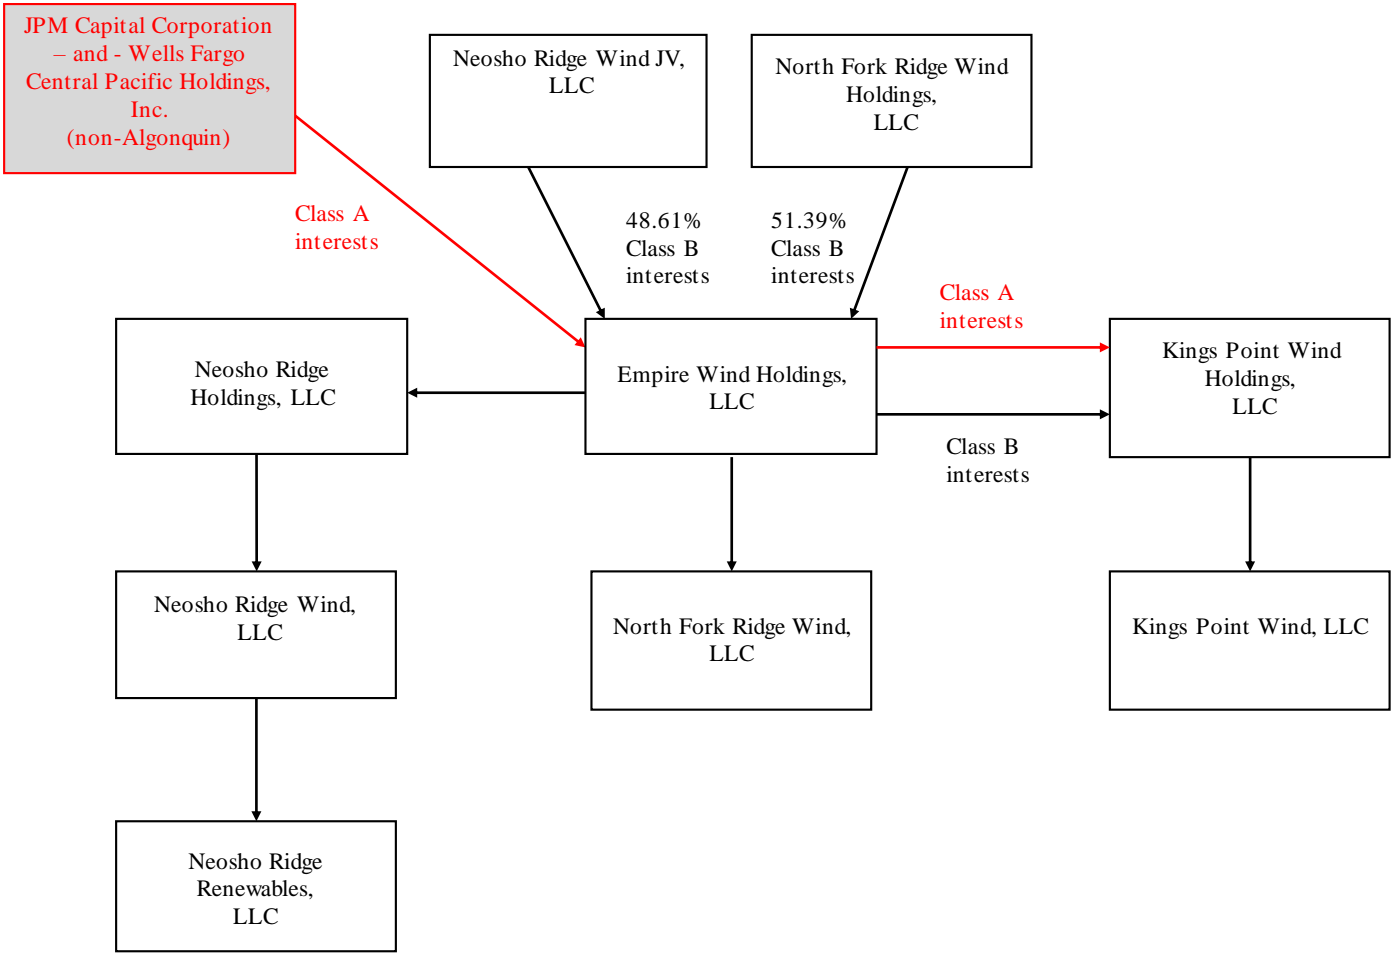 JPM Capital Corporation
– and - Wells Fargo
Central Pacific Holdings,
Inc.
(non-Algonquin)
Neosho Ridge Wind JV,
LLC
North Fork Ridge Wind
Holdings,
LLC
Class A
interests
48.61%
Class B
interests
51.39%
Class B
interests
Class A
interests
Neosho Ridge
Holdings, LLC
Empire Wind Holdings,
LLC
Kings Point Wind
Holdings,
LLC
Class B
interests
Neosho Ridge Wind,
LLC
North Fork Ridge Wind,
LLC
Kings Point Wind, LLC
Neosho Ridge
Renewables,
LLC